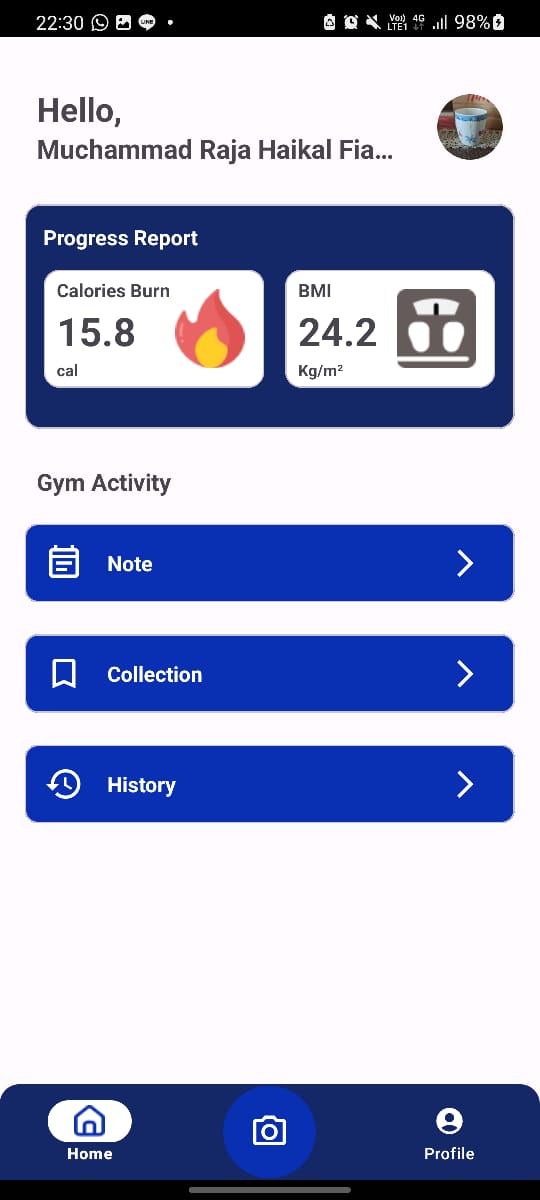 22:30
LINE
Vo))
LTE1
4G
98%
Hello,
Muchammad Raja Haikal Fia...
Progress Report
Calories Burn
15.8
cal
BMI
24.2
Kg/m²
Gym Activity
Note
Collection
History
Home
Profile